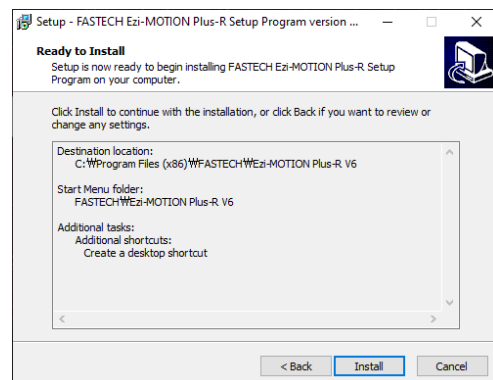 Setup - FASTECH Ezi-MOTION Plus-R Setup Program version ...
Ready to Install
Setup is now ready to begin installing FASTECH Ezi-MOTION Plus-R Setup
Program on your computer.
Click Install to continue with the installation, or click Back if you want to review or
change any settings.
Destination location:
C:₩Program Files (x86)₩FASTECH₩Ezi-MOTION Plus-R V6
Start Menu folder:
FASTECH₩Ezi-MOTION Plus-R V6
Additional tasks:
Additional shortcuts:
Create a desktop shortcut
< Back
Install
Cancel